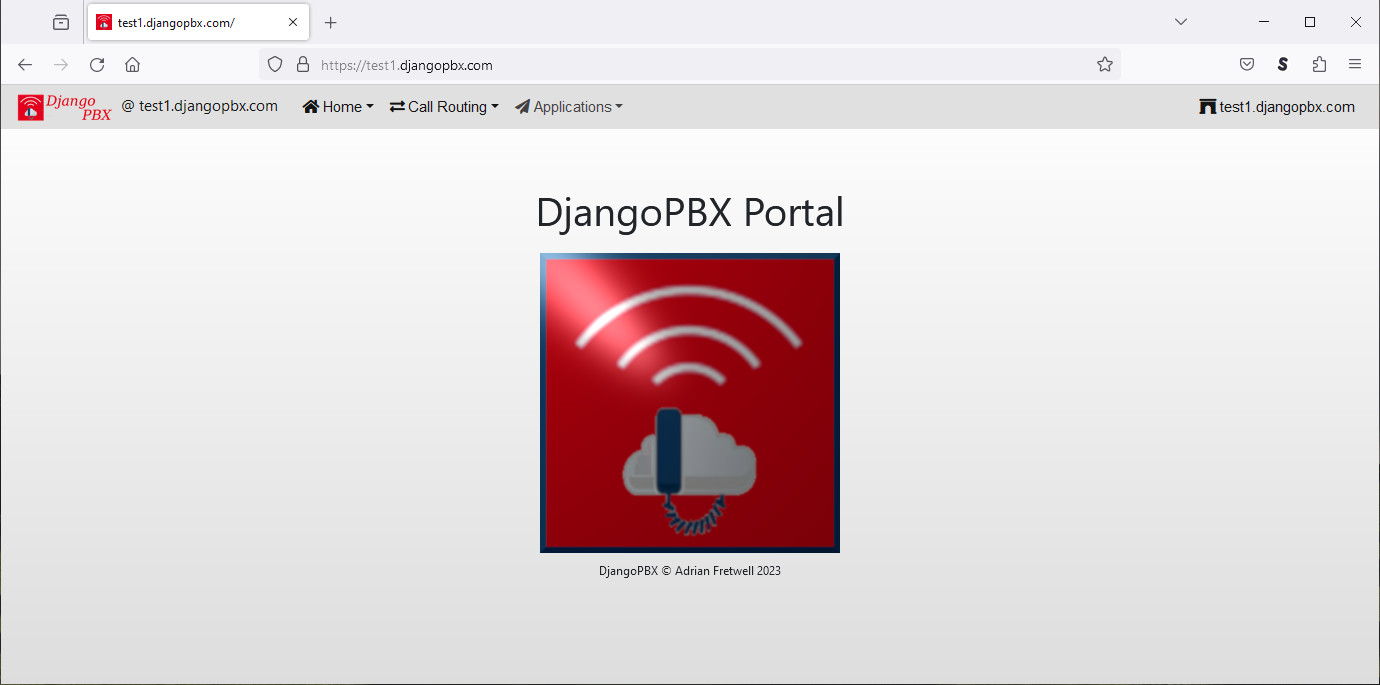 test1.djangopbx.com/
https://test1.djangopbx.com
Django
PBX
@ test1.djangopbx.com
Home
Call Routing
Applications
test1.djangopbx.com
DjangoPBX Portal
DjangoPBX © Adrian Fretwell 2023